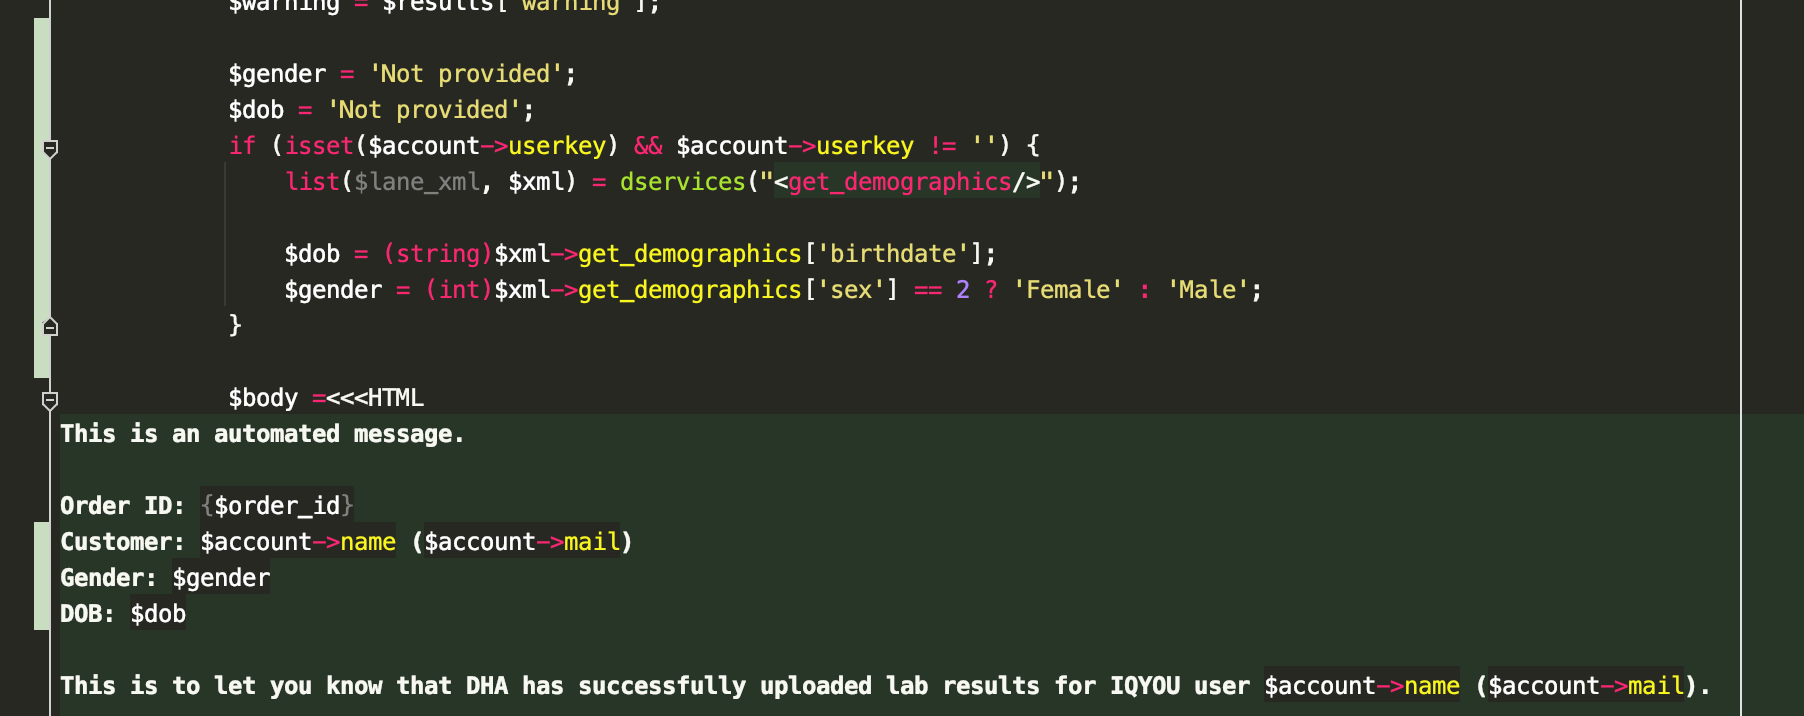 $warning = $results['warning'];
$gender = 'Not provided';
$dob = 'Not provided';
if (isset($account->userkey) && $account->userkey != '') {
list($lane_xml, $xml) = dservices("<get_demographics/>");
$dob = (string)$xml->get_demographics['birthdate'];
$gender = (int)$xml->get_demographics['sex'] == 2 ? 'Female' : 'Male';
}
$body =<<<HTML
This is an automated message.
Order ID: {$order_id}
Customer: $account->name ($account->mail)
Gender: $gender
DOB: $dob
This is to let you know that DHA has successfully uploaded lab results for IQYOU user $account->name ($account->mail).